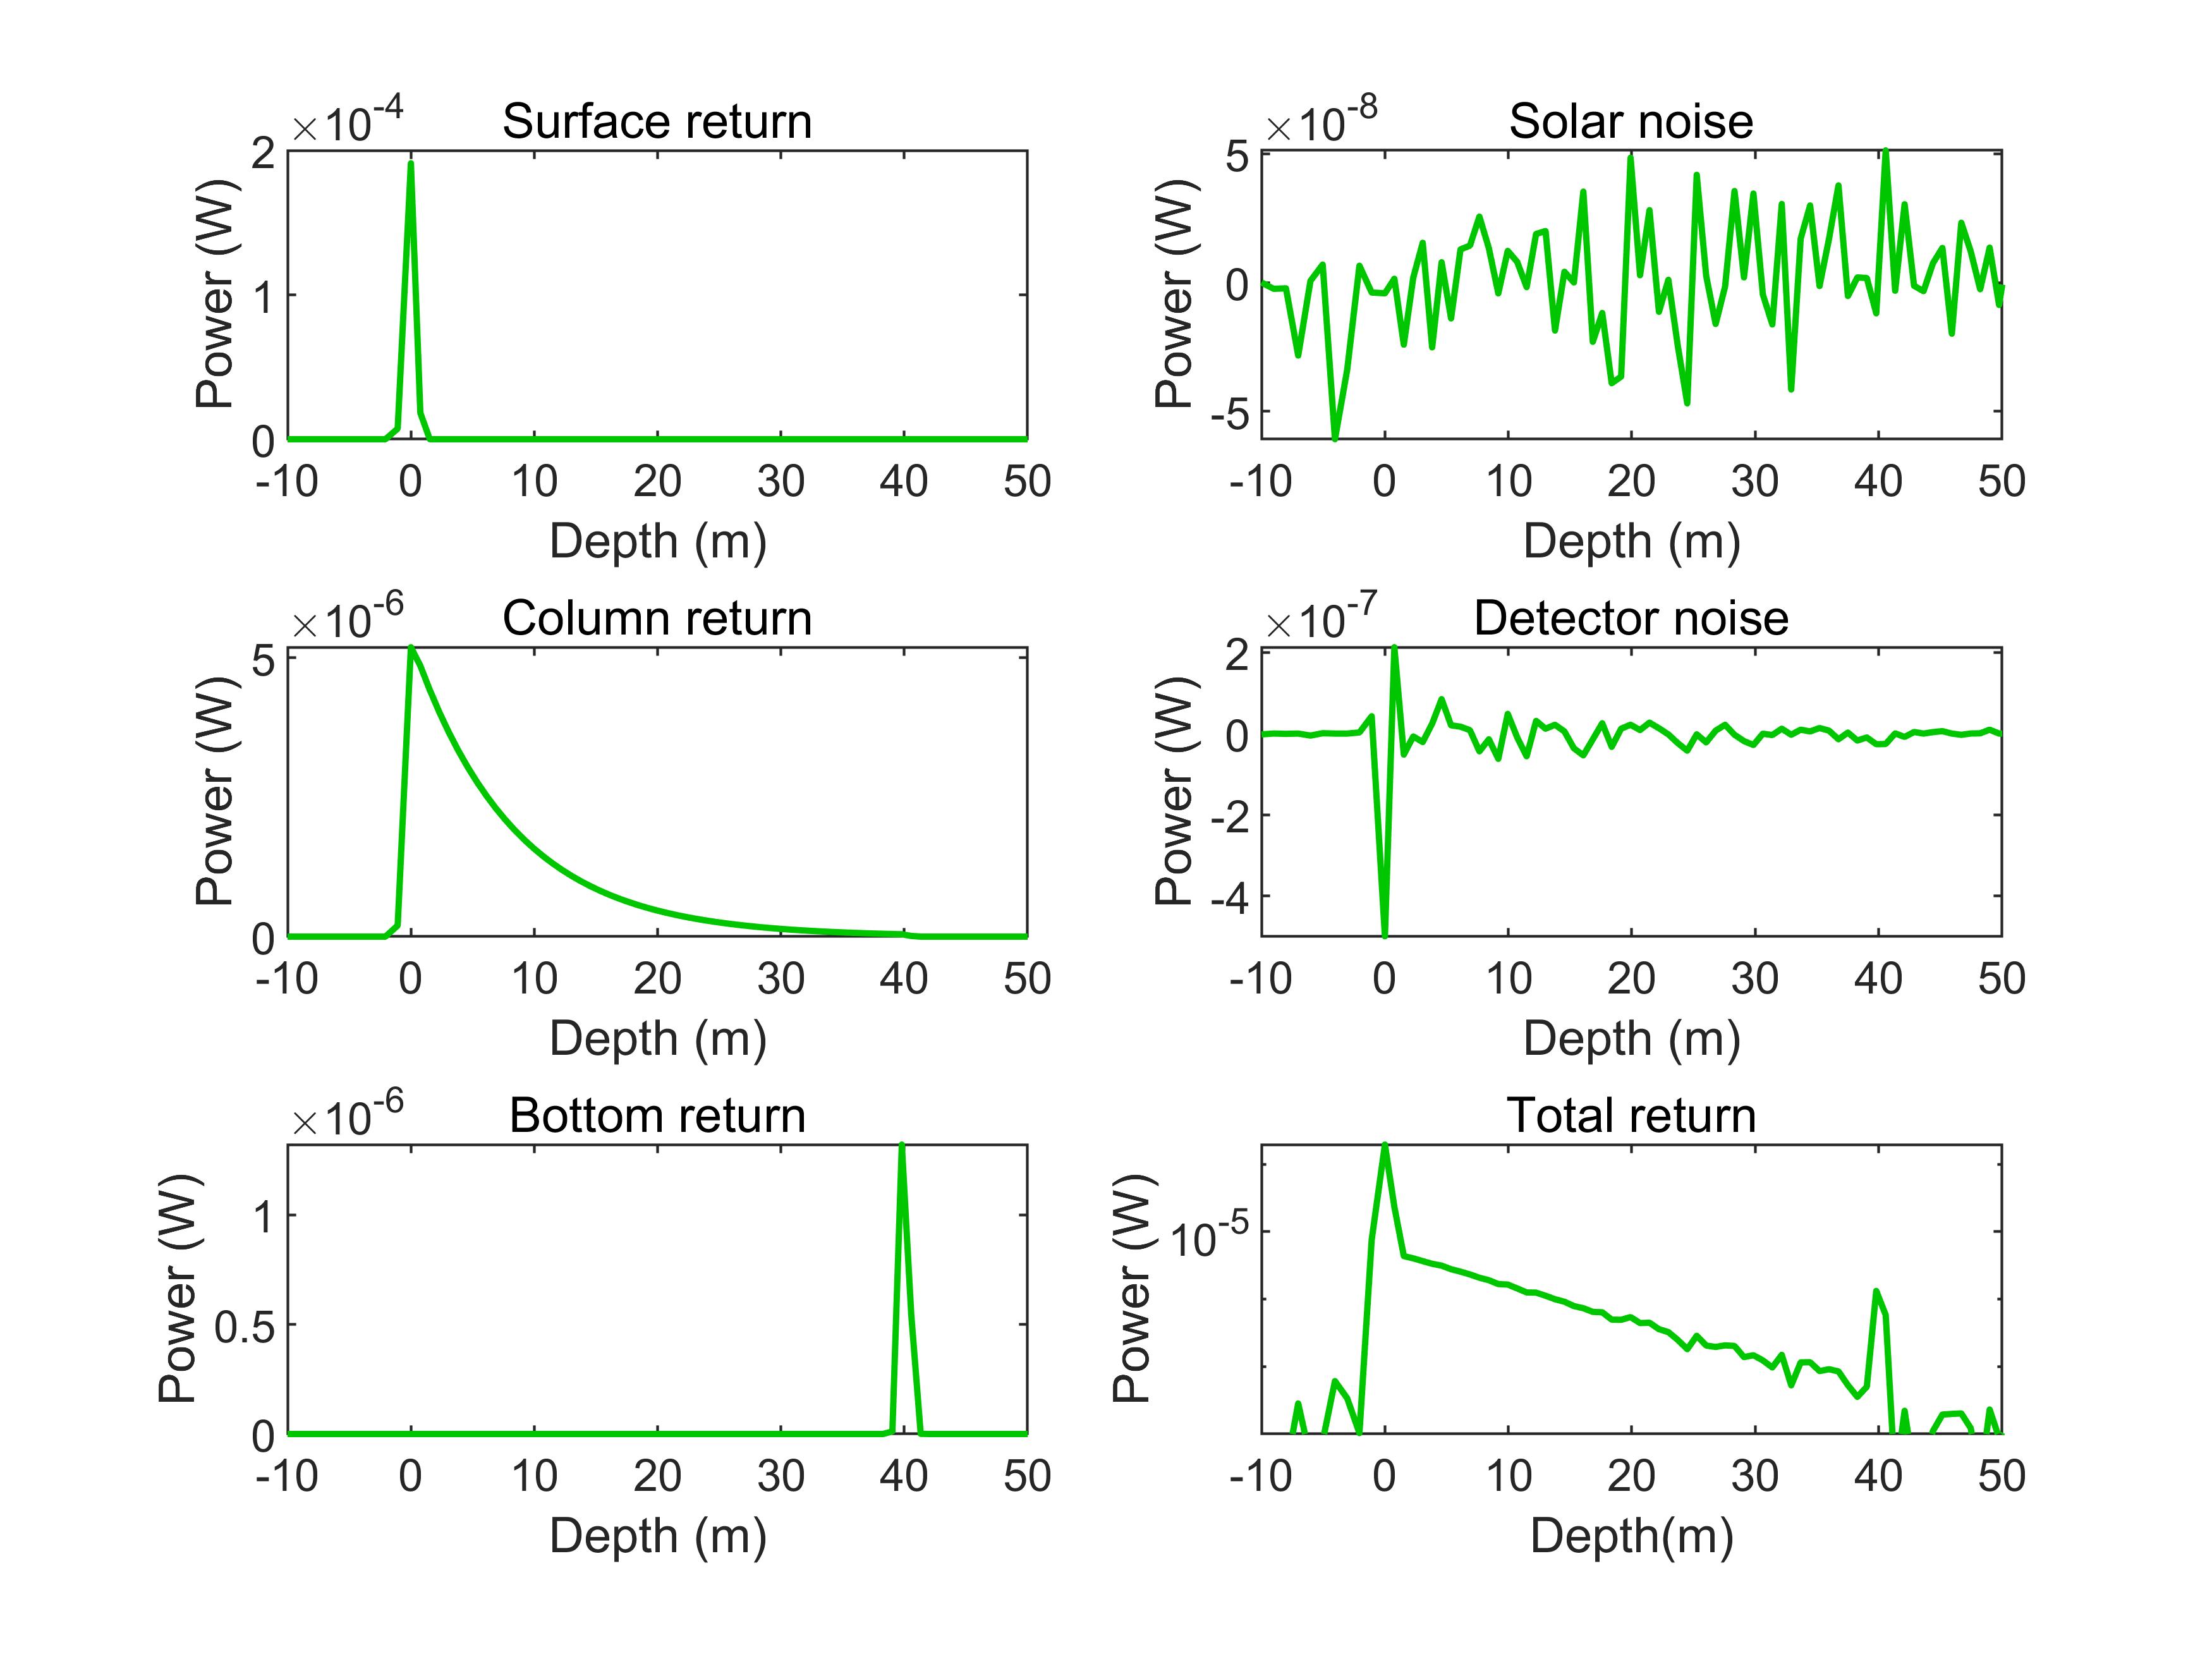 ×10^-4 Surface return
Power (W)
2
1
0
-10 0 10 20 30 40 50
Depth (m)
×10^-8 Solar noise
Power (W)
5
0
-5
-10 0 10 20 30 40 50
Depth (m)
×10^-6 Column return
Power (W)
5
0
-10 0 10 20 30 40 50
Depth (m)
×10^-7 Detector noise
Power (W)
2
0
-2
-4
-10 0 10 20 30 40 50
Depth (m)
×10^-6 Bottom return
Power (W)
1
0.5
0
-10 0 10 20 30 40 50
Depth (m)
Total return
Power (W)
10^-5
-10 0 10 20 30 40 50
Depth(m)